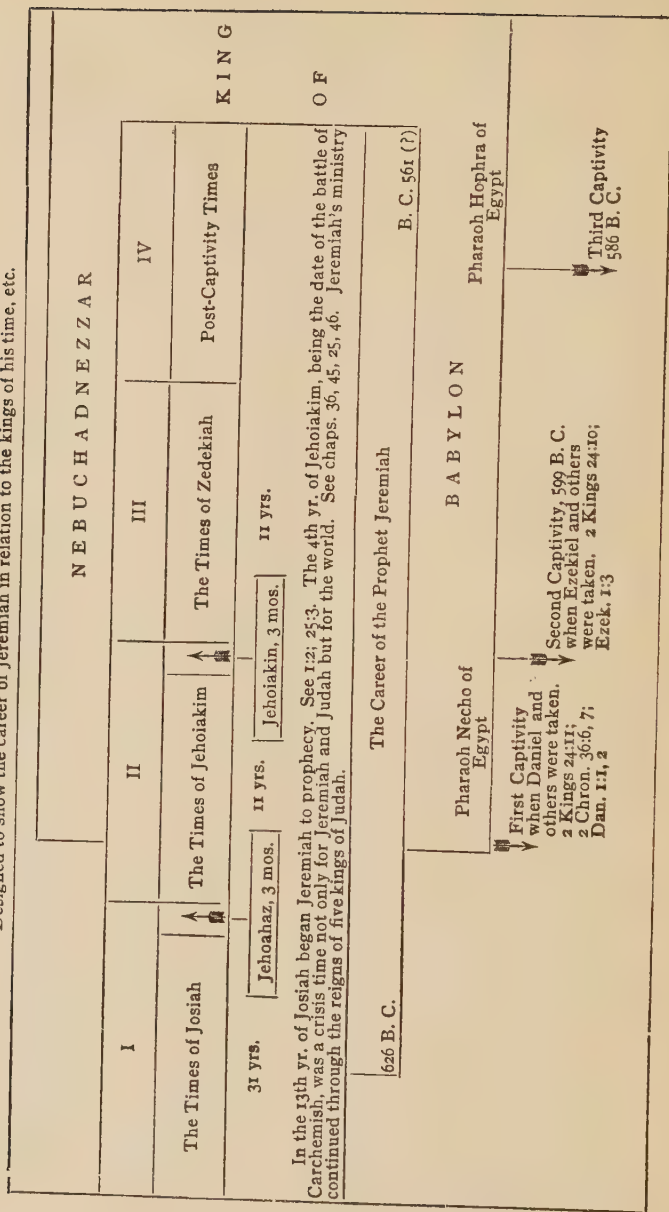 Designed to show the career of Jeremiah in relation to the kings of his time, etc.
NEBUCHADNEZZAR
KING
OF
I
II
III
IV
The Times of Josiah
The Times of Jehoiakim
The Times of Zedekiah
Post-Captivity Times
31 yrs.
Jehoahaz, 3 mos.
11 yrs.
Jehoiakin, 3 mos.
11 yrs.
In the 13th yr. of Josiah began Jeremiah to prophecy. See 1:2; 25:3. The 4th yr. of Jehoiakim, being the date of the battle of
Carchemish, was a crisis time not only for Jeremiah and Judah but for the world. See chaps. 36, 45, 25, 46. Jeremiah's ministry
continued through the reigns of five kings of Judah.
626 B. C.
The Career of the Prophet Jeremiah
B. C. 561 (?)
BABYLON
Pharaoh Necho of
Egypt
Pharaoh Hophra of
Egypt
First Captivity
when Daniel and
others were taken.
2 Kings 24:11;
2 Chron. 36:6, 7;
Dan. 1:1, 2
Second Captivity, 599 B. C.
when Ezekiel and others
were taken. 2 Kings 24:10;
Ezek. 1:3
Third Captivity
586 B. C.